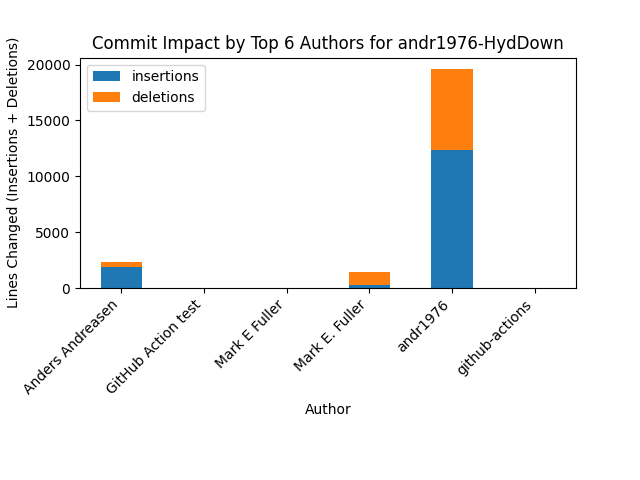 Commit Impact by Top 6 Authors for andr1976-HydDown
Lines Changed (Insertions + Deletions)
20000
15000
10000
5000
0
insertions
deletions
Anders Andreasen
GitHub Action test
Mark E Fuller
Mark E. Fuller
andr1976
github-actions
Author